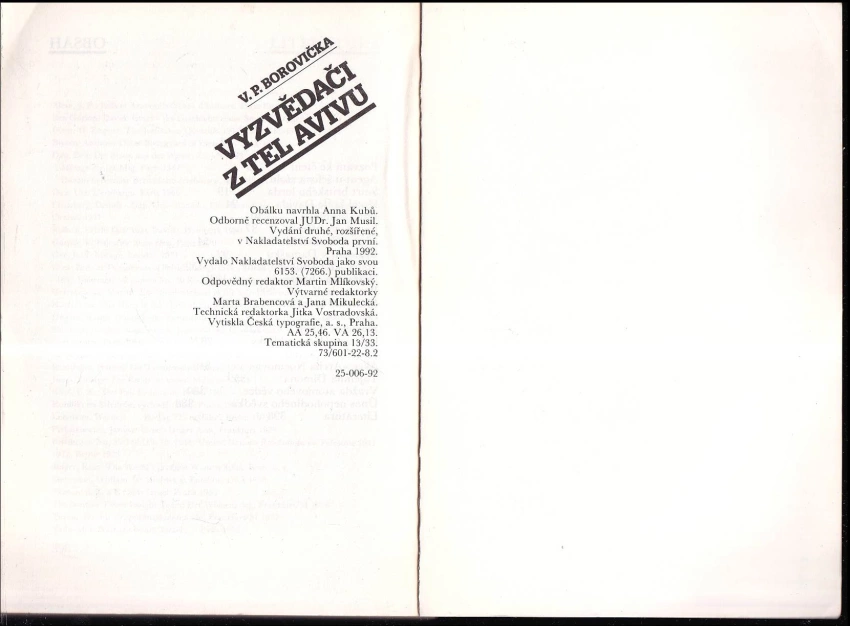 V. P. BOROVIČKA
VYZVĚDAČI
Z TEL AVIVU
Obálku navrhla Anna Kubů.
Odborně recenzoval JUDr. Jan Musil.
Vydání druhé, rozšířené,
v Nakladatelství Svoboda první.
Praha 1992.
Vydalo Nakladatelství Svoboda jako svou
6153. (7266.) publikaci.
Odpovědný redaktor Martin Mlíkovský.
Výtvarné redaktorky
Marta Brabencová a Jana Mikulecká.
Technická redaktorka Jitka Vostradovská.
Vytiskla Česká typografie, a. s., Praha.
AA 25,46. VA 26,13.
Tematická skupina 13/33.
73/601-22-8.2
25-006-92